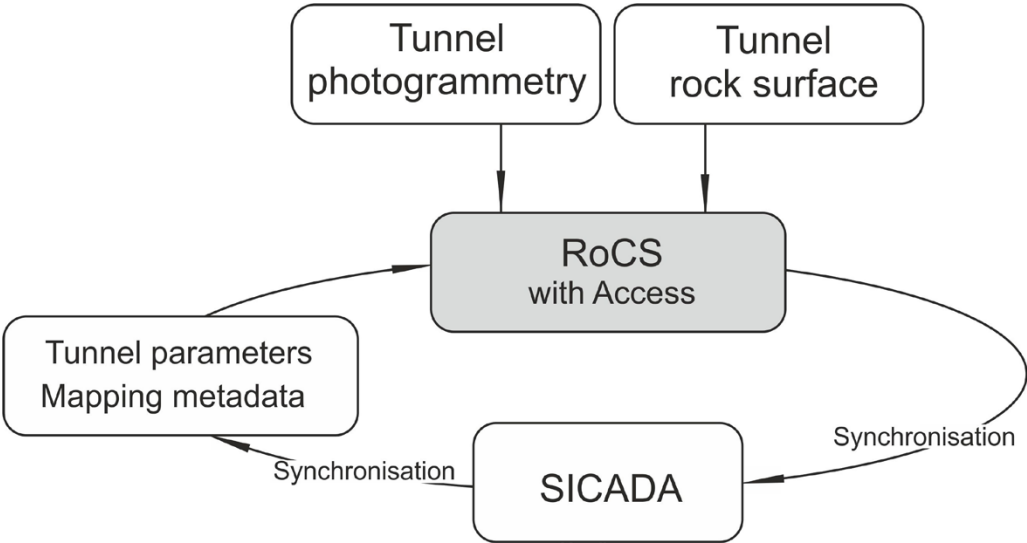 Tunnel
photogrammetry
Tunnel
rock surface
RoCS
with Access
Tunnel parameters
Mapping metadata
Synchronisation
Synchronisation
SICADA